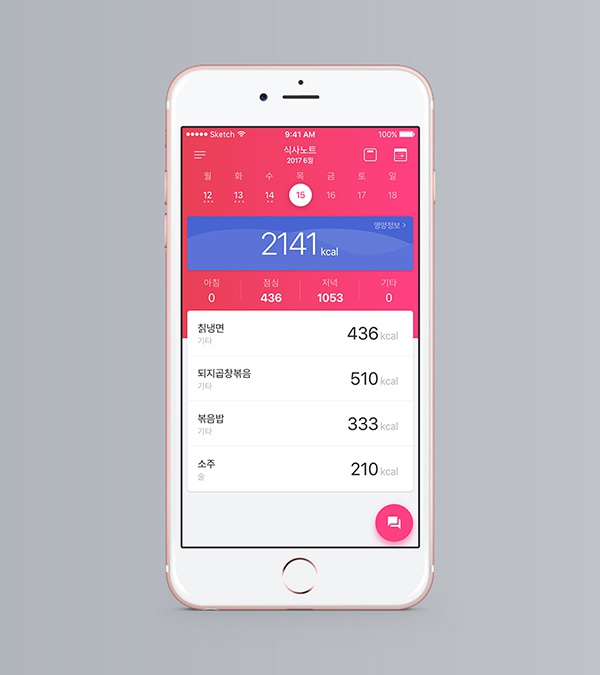 Sketch 9:41 AM 100%
식사노트
2017 6월
월 화 수 목 금 토 일
12 13 14 15 16 17 18
영양정보 >
2141 kcal
아침 점심 저녁 기타
0 436 1053 0
칡냉면 436 kcal
기타
되지곱창볶음 510 kcal
기타
볶음밥 333 kcal
기타
소주 210 kcal
술